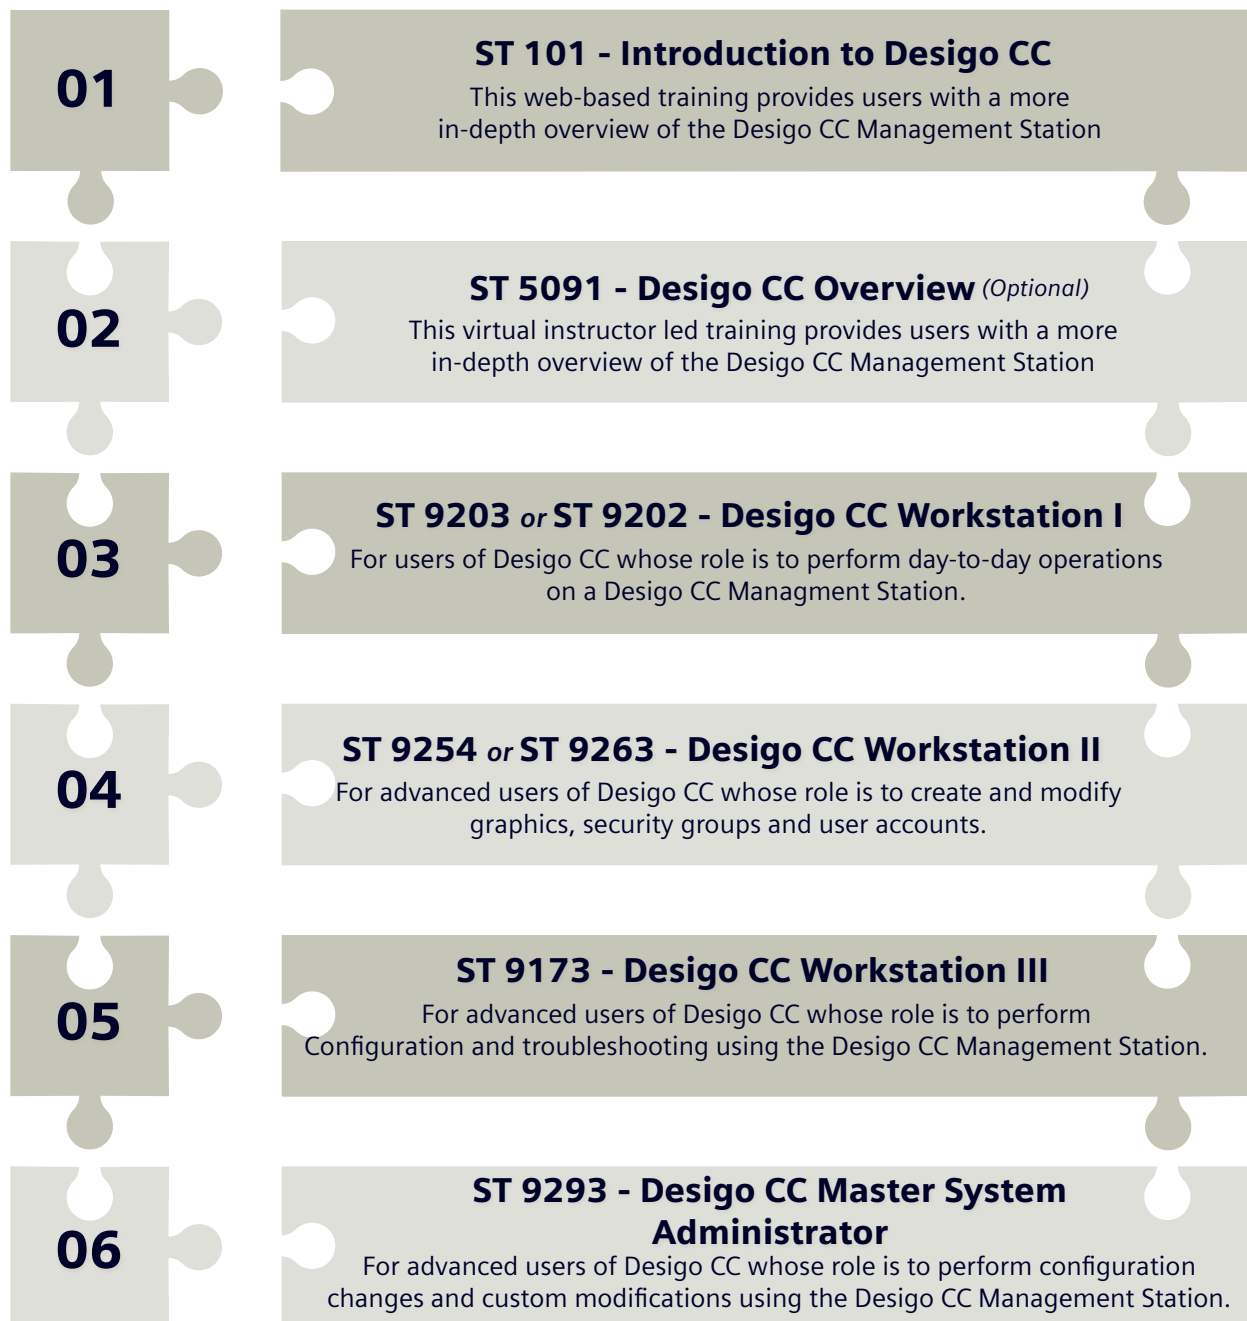 01
ST 101 - Introduction to Desigo CC
This web-based training provides users with a more
in-depth overview of the Desigo CC Management Station
02
ST 5091 - Desigo CC Overview (Optional)
This virtual instructor led training provides users with a more
in-depth overview of the Desigo CC Management Station
03
ST 9203 or ST 9202 - Desigo CC Workstation I
For users of Desigo CC whose role is to perform day-to-day operations
on a Desigo CC Managment Station.
04
ST 9254 or ST 9263 - Desigo CC Workstation II
For advanced users of Desigo CC whose role is to create and modify
graphics, security groups and user accounts.
05
ST 9173 - Desigo CC Workstation III
For advanced users of Desigo CC whose role is to perform
Configuration and troubleshooting using the Desigo CC Management Station.
06
ST 9293 - Desigo CC Master System
Administrator
For advanced users of Desigo CC whose role is to perform configuration
changes and custom modifications using the Desigo CC Management Station.